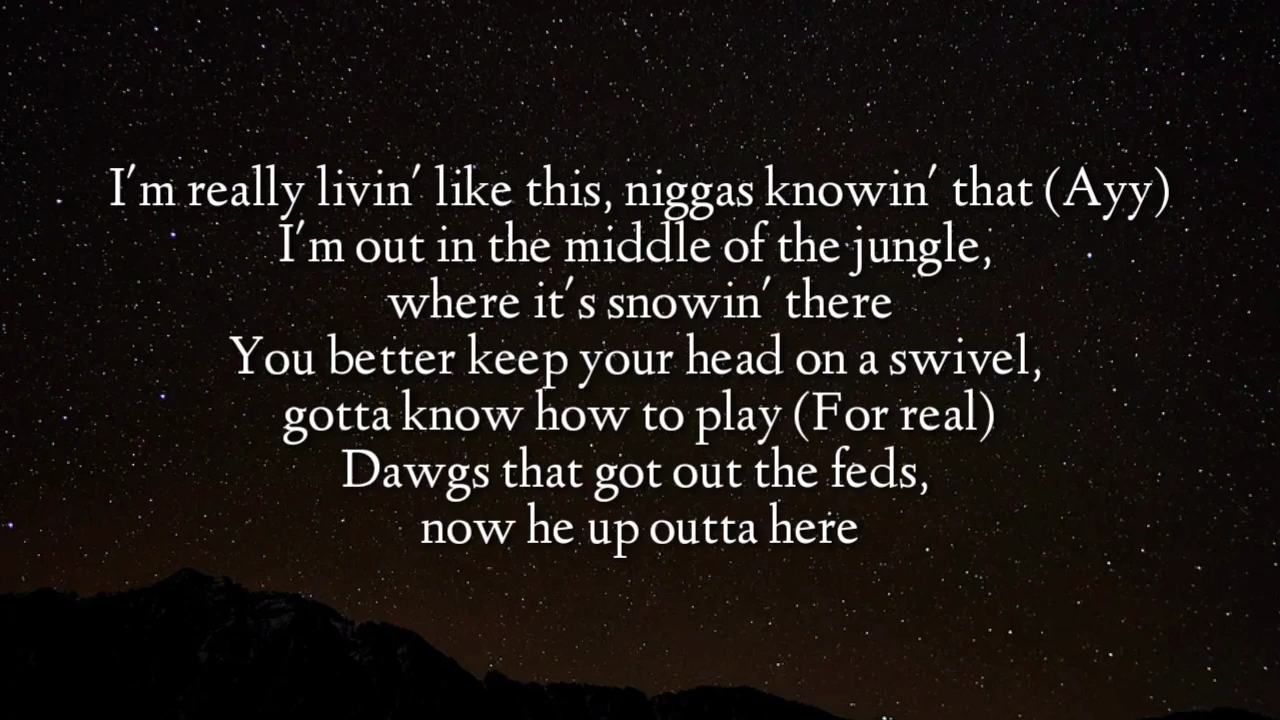 I'm really livin' like this, niggas knowin' that (Ayy)
I'm out in the middle of the jungle,
where it's snowin' there
You better keep your head on a swivel,
gotta know how to play (For real)
Dawgs that got out the feds,
now he up outta here